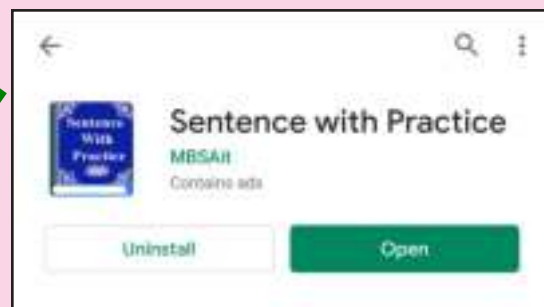 Sentence
With
Practice
Sentence with Practice
MBSAit
Contains ads
Uninstall
Open